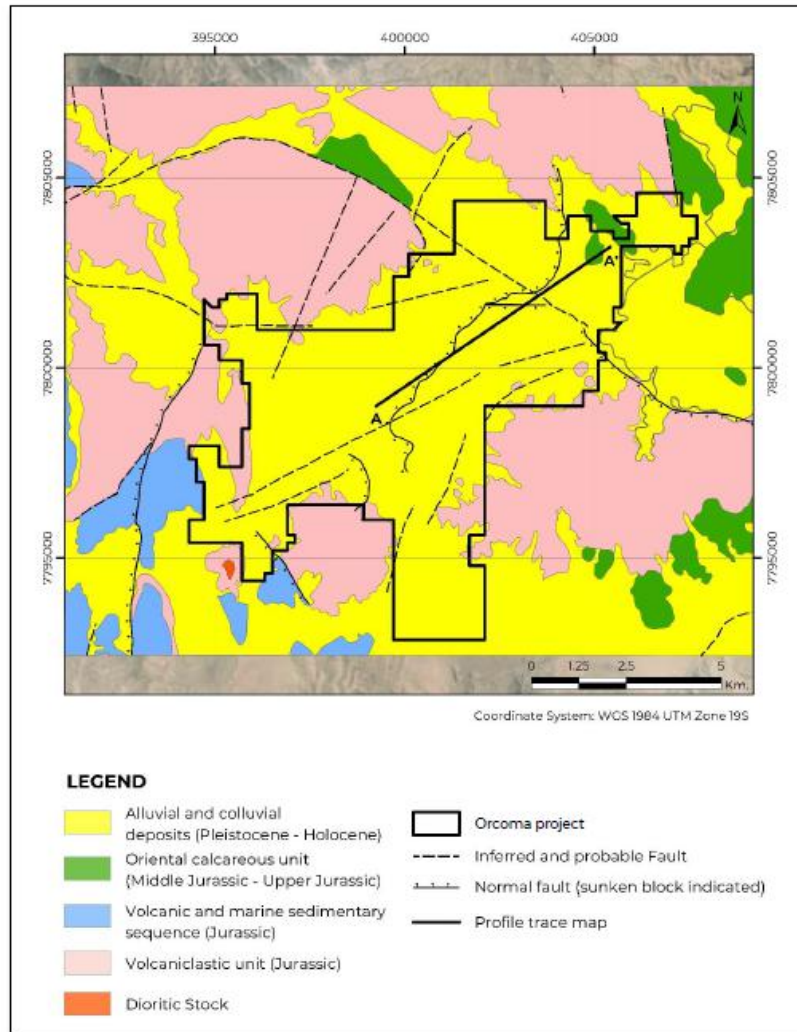 395000 400000 405000
N
7805000 7805000
A'
7800000 7800000
A
7795000 7795000
0 1.25 2.5 5
Km.
Coordinate System: WGS 1984 UTM Zone 19S
LEGEND
Alluvial and colluvial
deposits (Pleistocene - Holocene)
Oriental calcareous unit
(Middle Jurassic - Upper Jurassic)
Volcanic and marine sedimentary
sequence (Jurassic)
Volcaniclastic unit (Jurassic)
Dioritic Stock
Orcoma project
Inferred and probable Fault
Normal fault (sunken block indicated)
Profile trace map